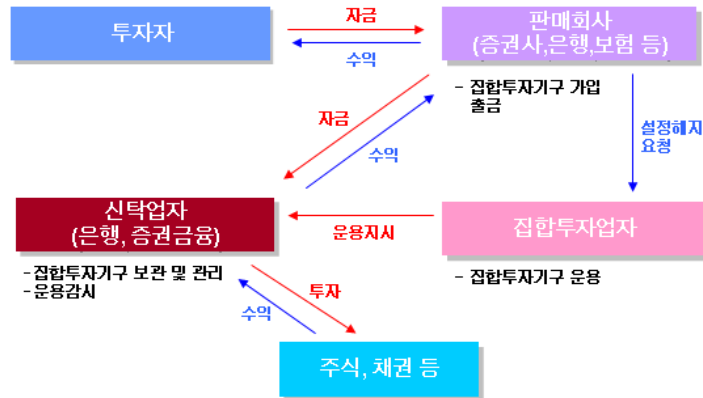 투자자
자금
수익
판매회사
(증권사,은행,보험 등)
- 집합투자기구 가입
출금
자금
수익
설정해지
요청
신탁업자
(은행, 증권금융)
운용지시
집합투자업자
-집합투자기구 보관 및 관리
-운용감시
- 집합투자기구 운용
투자
수익
주식, 채권 등